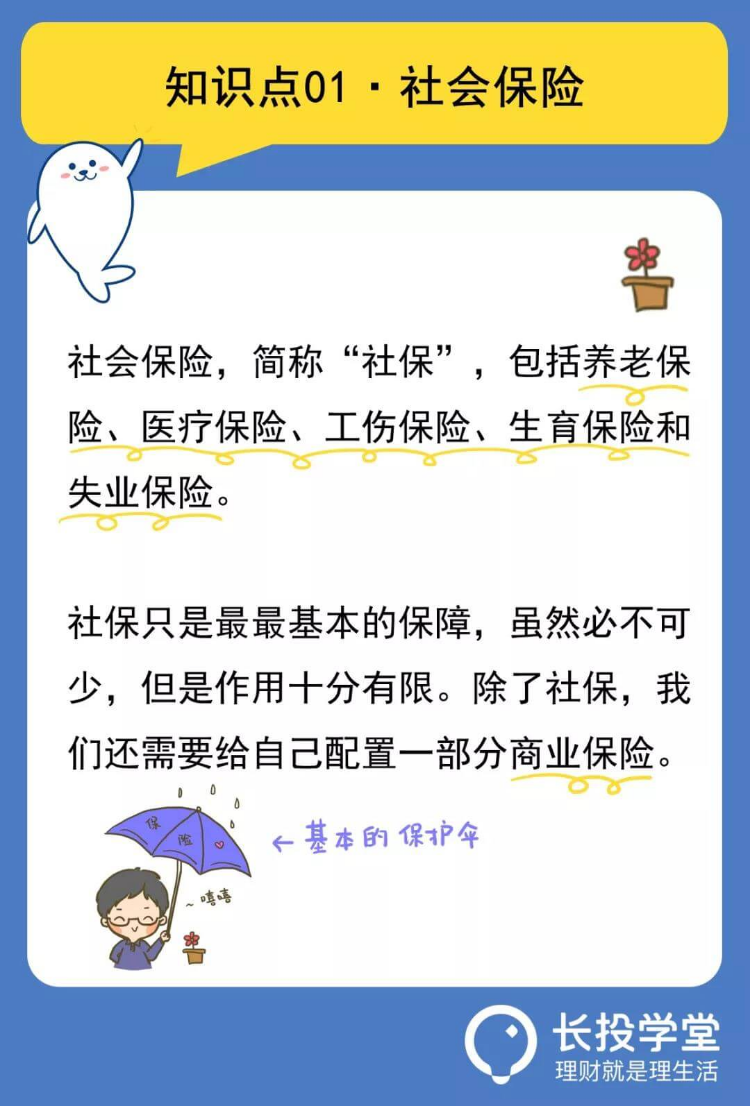 知识点01·社会保险
社会保险，简称“社保”，包括养老保
险、医疗保险、工伤保险、生育保险和
失业保险。
社保只是最最基本的保障，虽然必不可
少，但是作用十分有限。除了社保，我
们还需要给自己配置一部分商业保险。
保险
←基本的保护伞
~嘻嘻
长投学堂
理财就是理生活